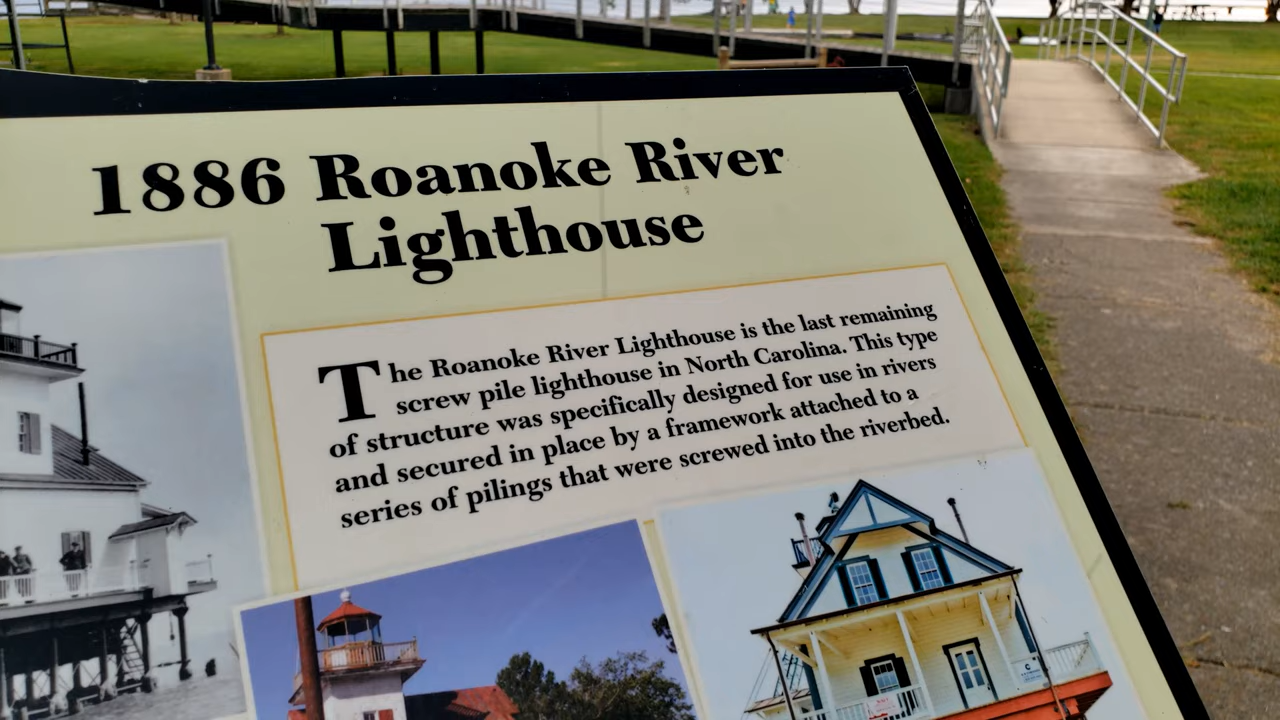 1886 Roanoke River
Lighthouse
The Roanoke River Lighthouse is the last remaining
screw pile lighthouse in North Carolina. This type
of structure was specifically designed for use in rivers
and secured in place by a framework attached to a
series of pilings that were screwed into the riverbed.